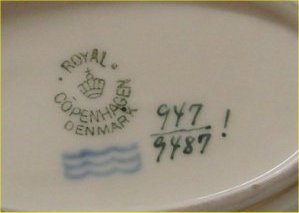 ROYAL
COPENHAGEN
DENMARK
947
9487!